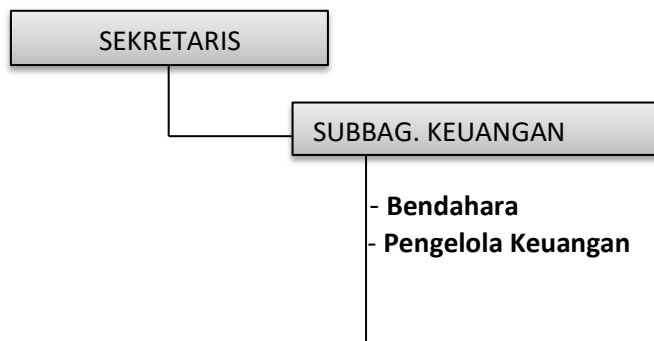 SEKRETARIS
SUBBAG. KEUANGAN
- Bendahara
- Pengelola Keuangan